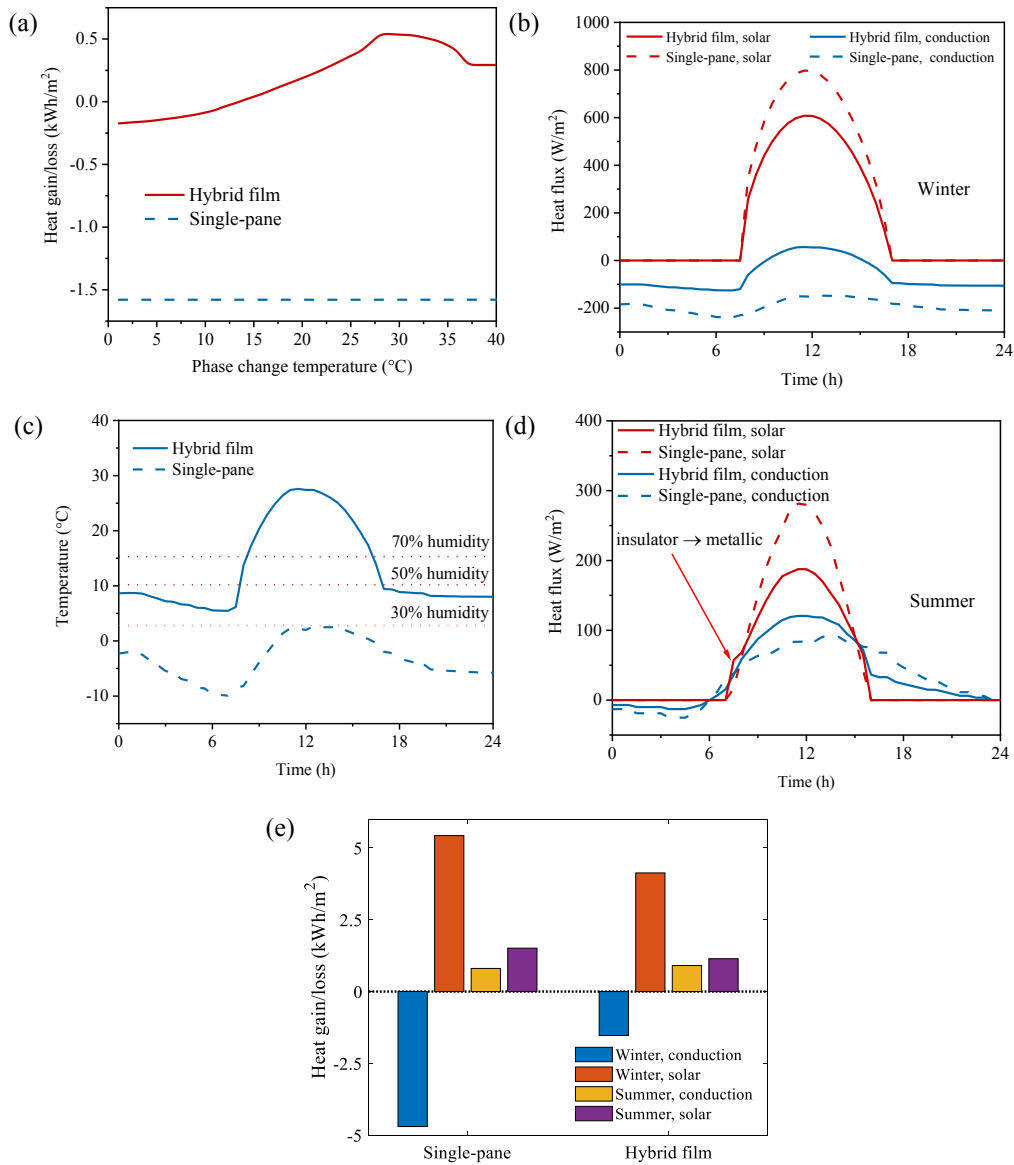 (a)
Heat gain/loss (kWh/m²)
0.5
0.0
-0.5
-1.0
-1.5
Hybrid film
Single-pane
0 5 10 15 20 25 30 35 40
Phase change temperature (°C)
(b)
Heat flux (W/m²)
1000
800
600
400
200
0
-200
Hybrid film, solar
Single-pane, solar
Hybrid film, conduction
Single-pane, conduction
Winter
0 6 12 18 24
Time (h)
(c)
Temperature (°C)
40
30
20
10
0
-10
Hybrid film
Single-pane
70% humidity
50% humidity
30% humidity
0 6 12 18 24
Time (h)
(d)
Heat flux (W/m²)
400
300
200
100
0
Hybrid film, solar
Single-pane, solar
Hybrid film, conduction
Single-pane, conduction
insulator → metallic
Summer
0 6 12 18 24
Time (h)
(e)
Heat gain/loss (kWh/m²)
5
2.5
0
-2.5
-5
Winter, conduction
Winter, solar
Summer, conduction
Summer, solar
Single-pane Hybrid film